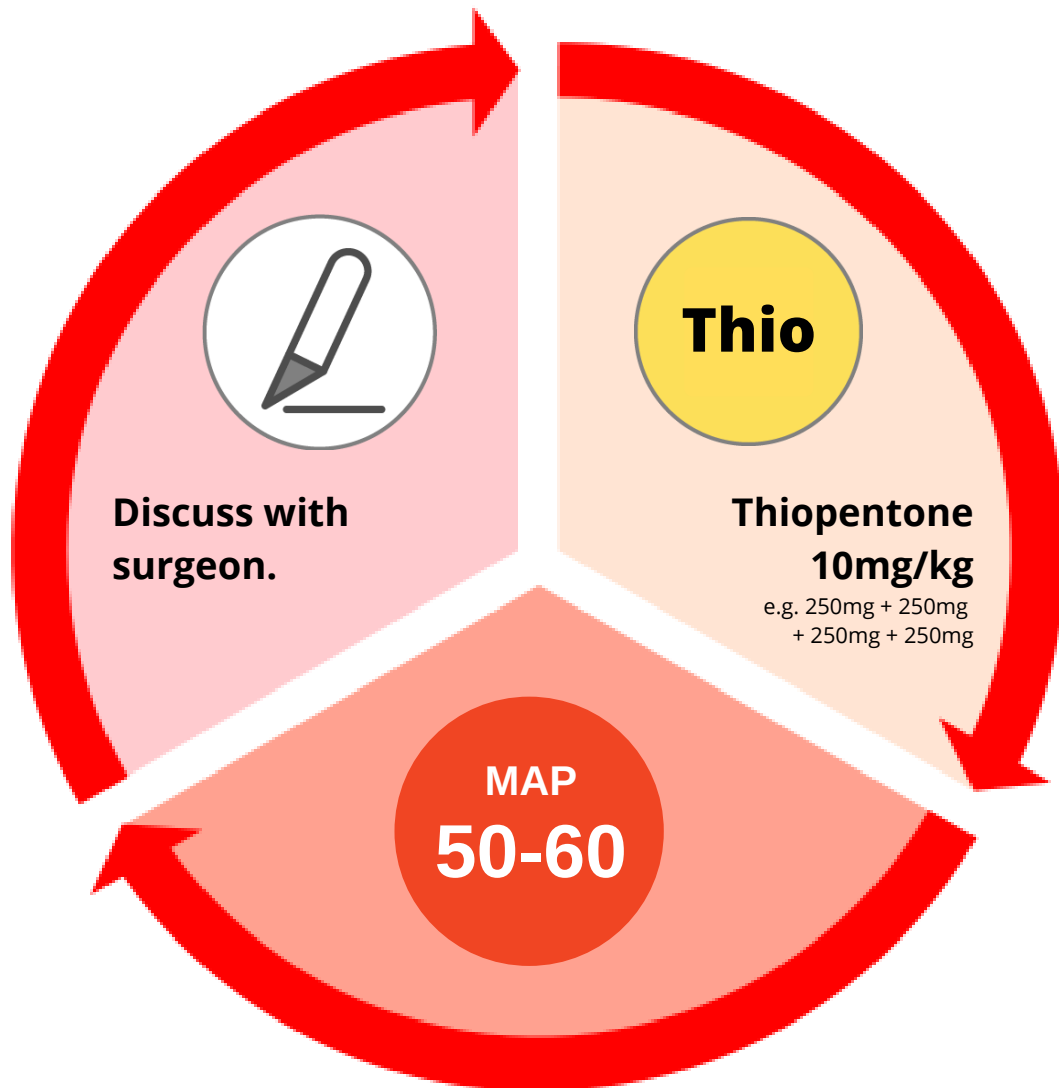 Thio
Thiopentone
10mg/kg
e.g. 250mg + 250mg
+ 250mg + 250mg
MAP
50-60
Discuss with
surgeon.